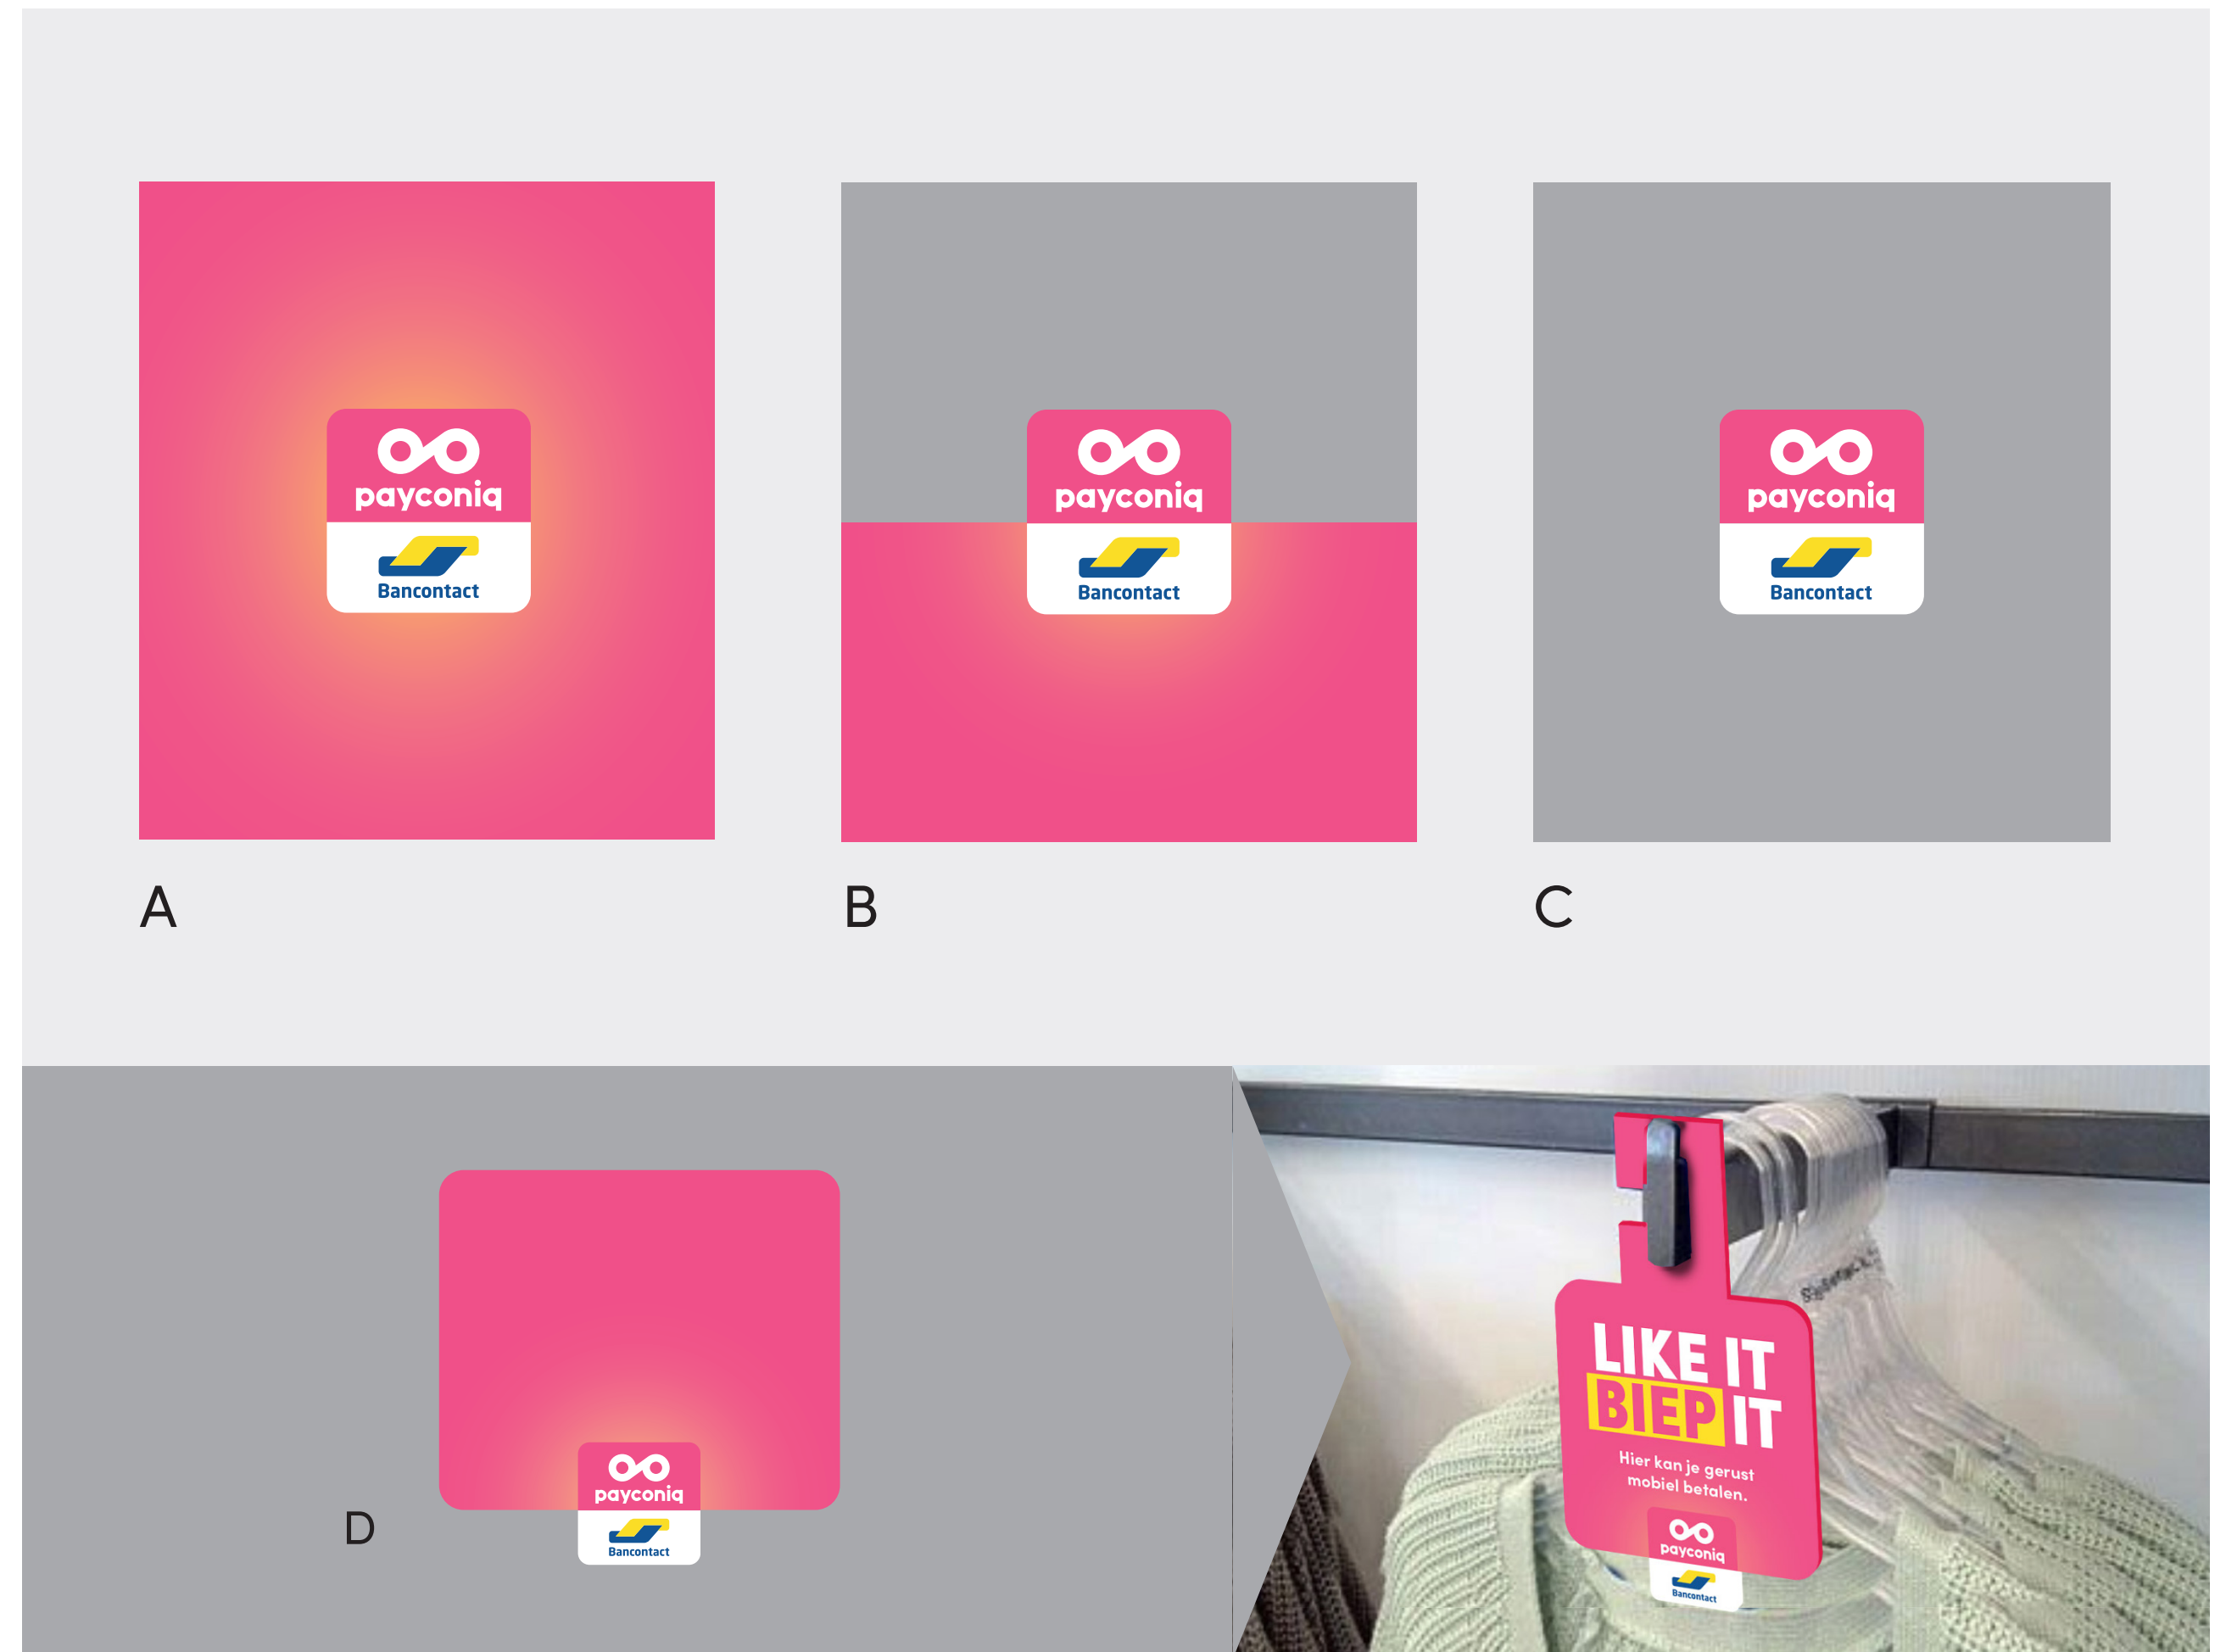 payconiq
Bancontact
payconiq
Bancontact
payconiq
Bancontact
A
B
C
payconiq
Bancontact
D
LIKE IT
BIEP IT
Hier kan je gerust
mobiel betalen.
payconiq
Bancontact